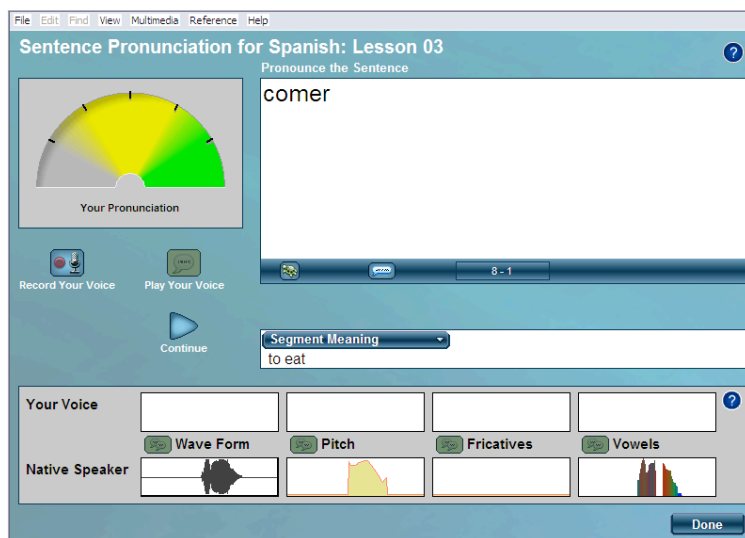 File Edit Find View Multimedia Reference Help
Sentence Pronunciation for Spanish: Lesson 03
?
Pronounce the Sentence
comer
Your Pronunciation
8 - 1
Record Your Voice Play Your Voice
Continue
Segment Meaning
to eat
Your Voice
?
Wave Form Pitch Fricatives Vowels
Native Speaker
Done